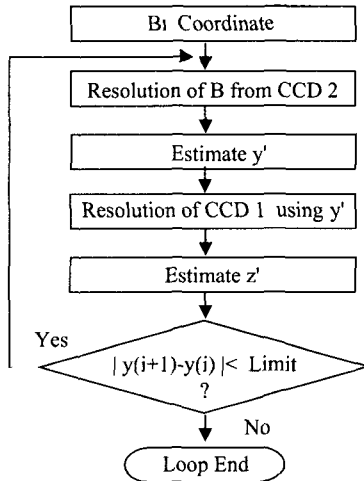 B1 Coordinate
Resolution of B from CCD 2
Estimate y'
Resolution of CCD 1 using y'
Estimate z'
Yes
| y(i+1)-y(i) |< Limit
?
No
Loop End